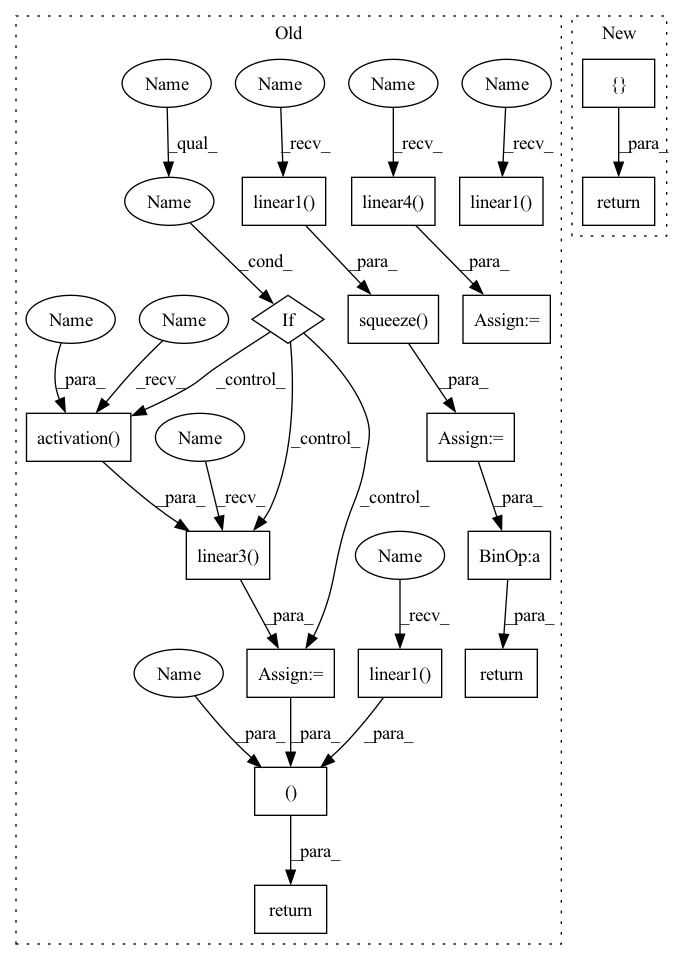 Old
New
Name
Name
Name
Name
{}
_qual_
_recv_
_recv_
_recv_
_para_
Name
linear1()
linear4()
linear1()
return
_cond_
_para_
_para_
Name
Name
If
squeeze()
Assign:=
_para_
_recv_
_control_
_para_
activation()
Name
_control_
Assign:=
_control_
_para_
_recv_
_para_
linear3()
Name
BinOp:a
_para_
_recv_
_para_
Name
Assign:=
linear1()
return
_para_
_para_
_para_
()
_para_
return